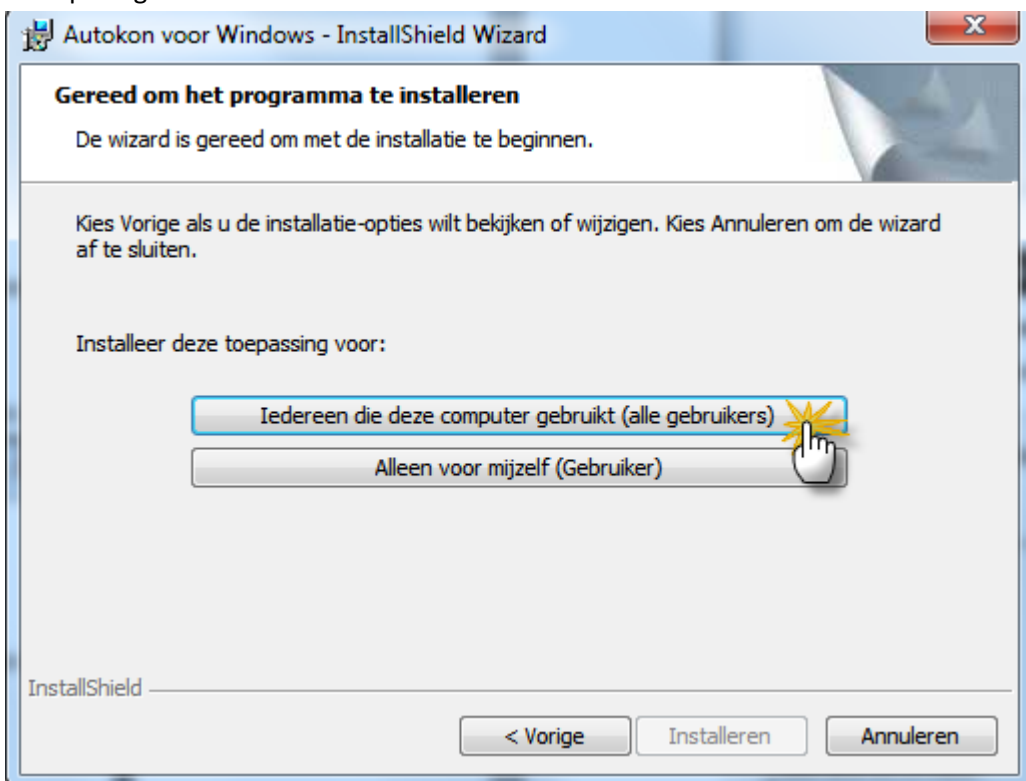 Autokon voor Windows - InstallShield Wizard
Gereed om het programma te installeren
De wizard is gereed om met de installatie te beginnen.
Kies Vorige als u de installatie-opties wilt bekijken of wijzigen. Kies Annuleren om de wizard
af te sluiten.
Installeer deze toepassing voor:
Iedereen die deze computer gebruikt (alle gebruikers)
Alleen voor mijzelf (Gebruiker)
InstallShield
< Vorige
Installeren
Annuleren